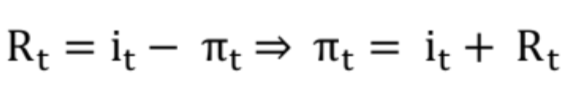 Rₜ = iₜ − πₜ ⇒ πₜ = iₜ + Rₜ